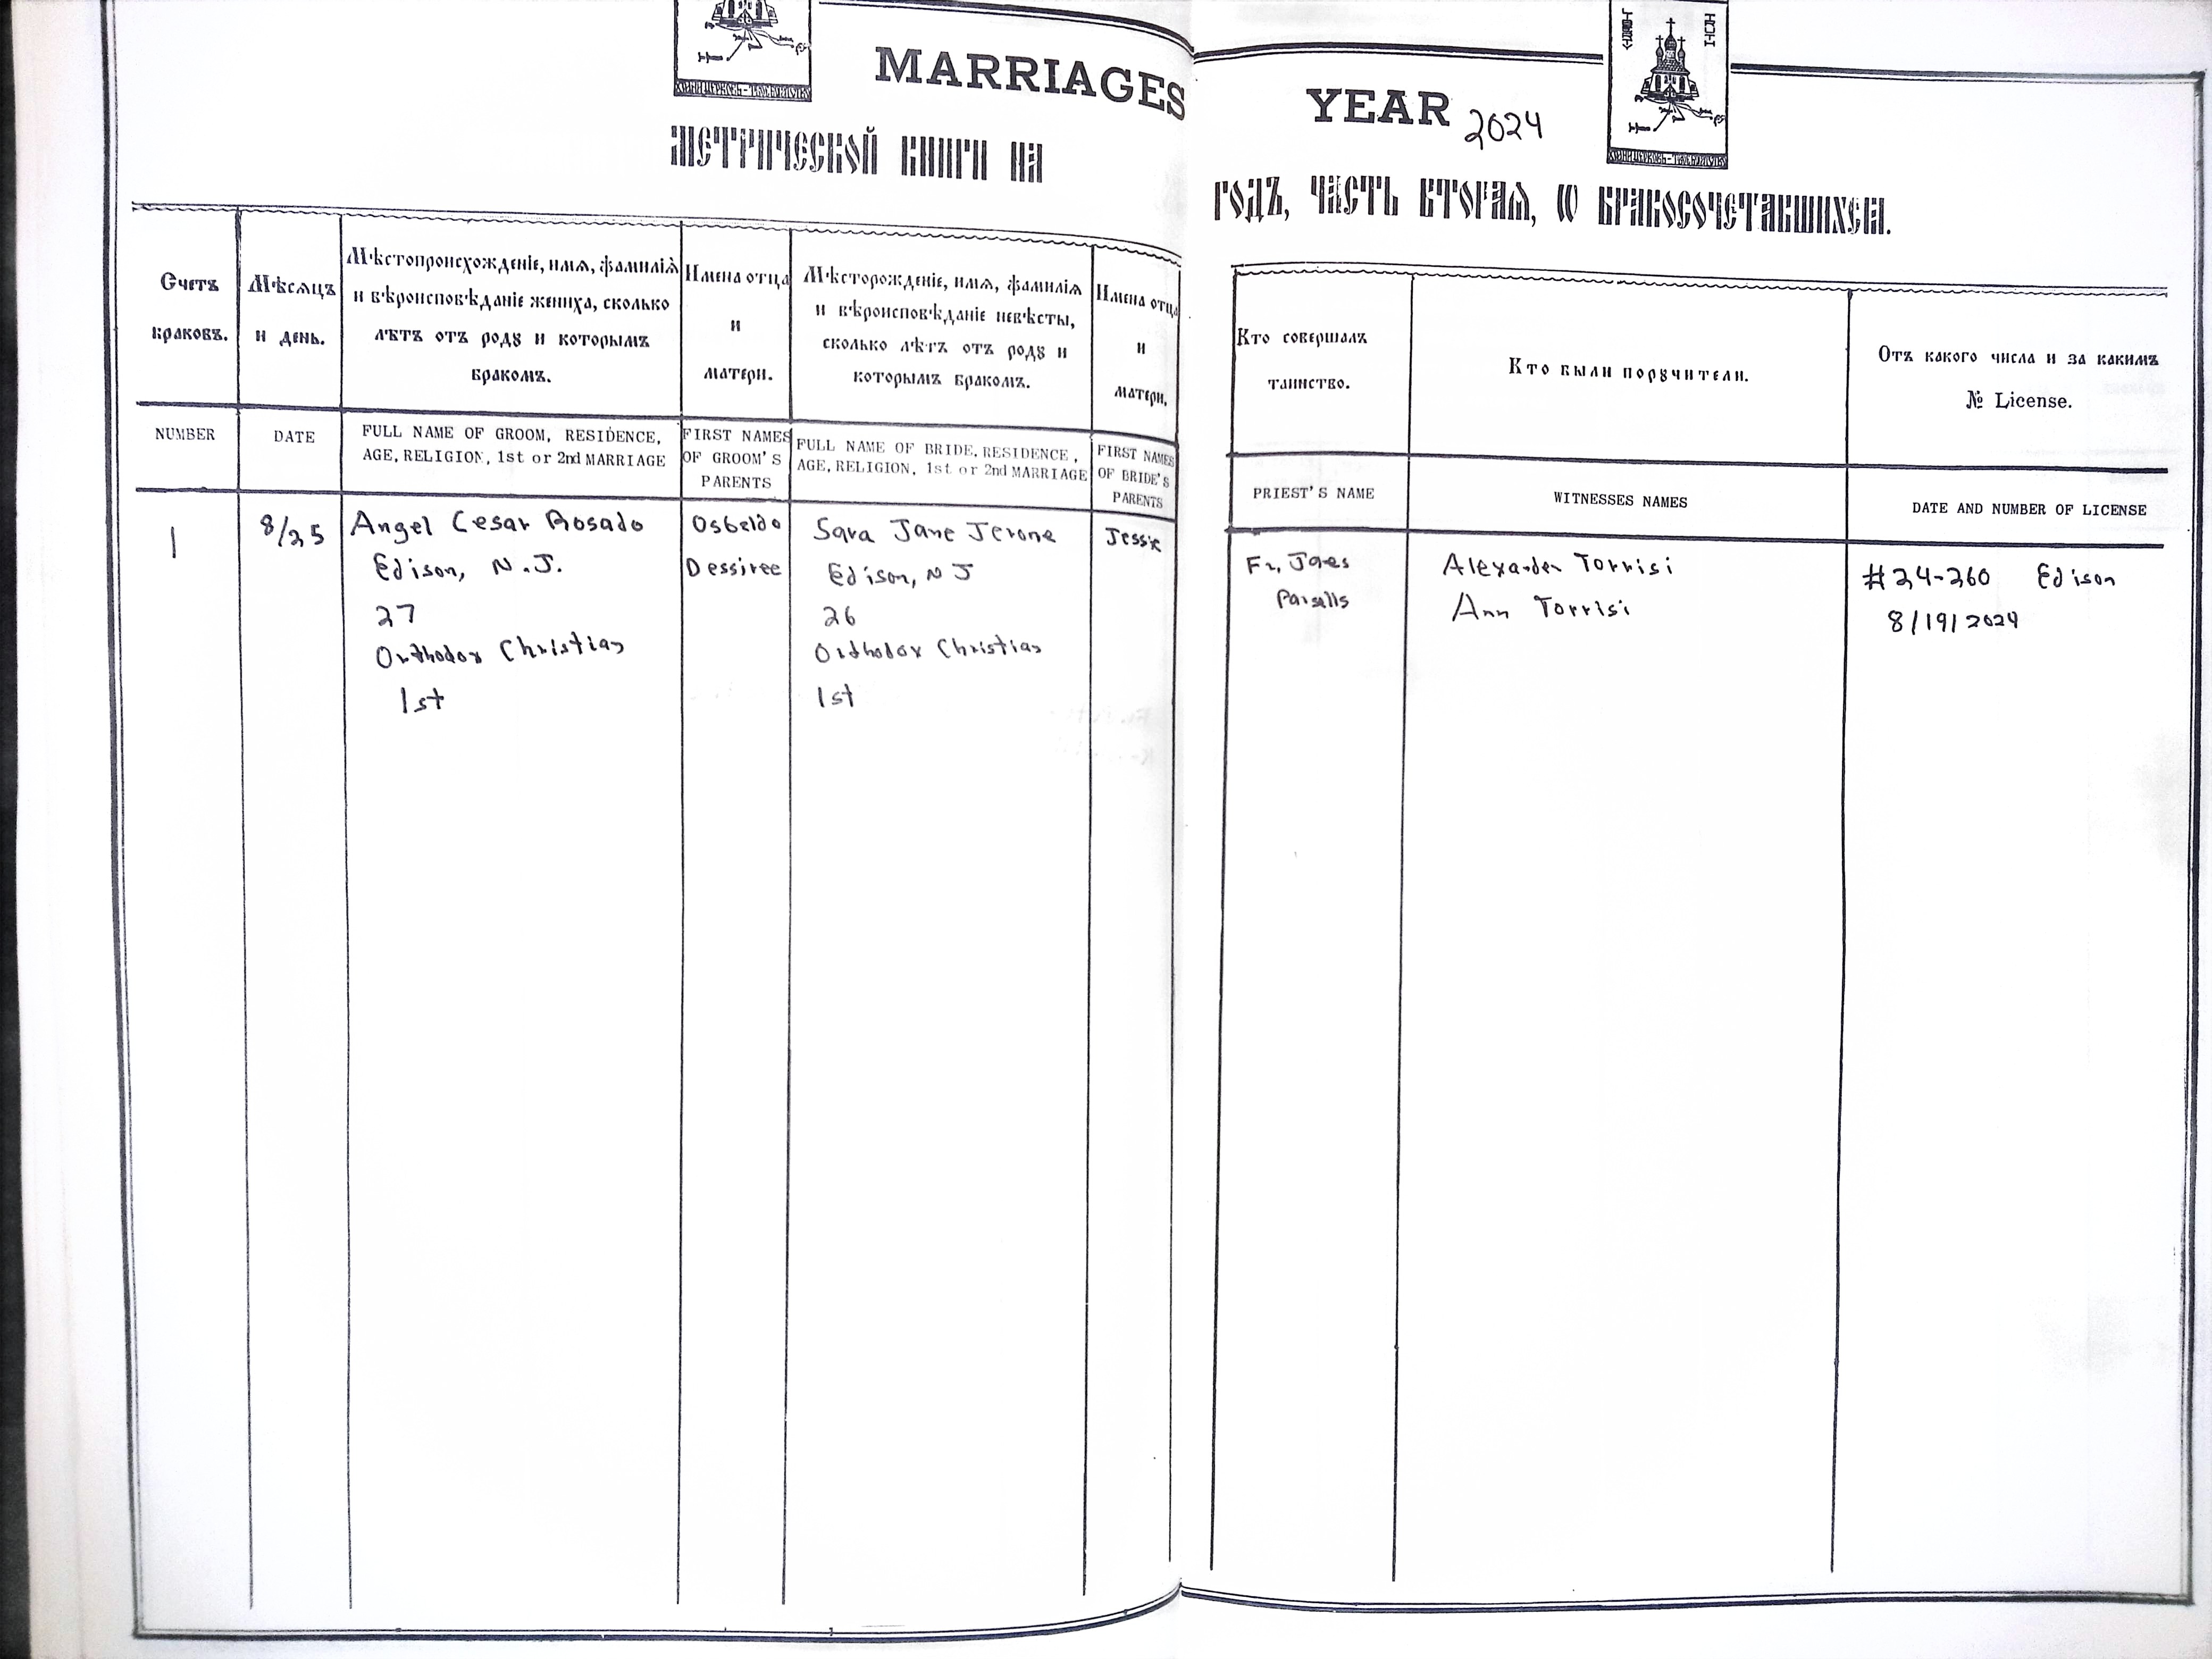 MARRIAGES
YEAR 2024
МЕТРИЧЕСКОЙ КНИГИ НА
ГОДЪ, ЧАСТЬ ВТОРАЯ, Ѡ БРАКОСОЧЕТАВШИХСЯ.
Счетъ
браковъ.
Мѣсяцъ
и день.
Мѣстопроисхожденіе, имя, фамилія
и вѣроисповѣданіе жениха, сколько
лѣтъ отъ родꙋ и которымъ
бракомъ.
Имена отца
и
матери.
Мѣсторожденіе, имя, фамилія
и вѣроисповѣданіе невѣсты,
сколько лѣтъ отъ родꙋ и
которымъ бракомъ.
Имена отца
и
матери.
Кто совершалъ
таинство.
Кто были порꙋчители.
Отъ какого числа и за какимъ
№ License.
NUMBER
DATE
FULL NAME OF GROOM, RESIDENCE,
AGE, RELIGION, 1st or 2nd MARRIAGE
FIRST NAMES
OF GROOM'S
PARENTS
FULL NAME OF BRIDE, RESIDENCE,
AGE, RELIGION, 1st or 2nd MARRIAGE
FIRST NAMES
OF BRIDE'S
PARENTS
PRIEST'S NAME
WITNESSES NAMES
DATE AND NUMBER OF LICENSE
1
8/25
Angel Cesar Rosado
Edison, N.J.
27
Orthodox Christian
1st
Osbaldo
Dessiree
Sara Jane Jerome
Edison, NJ
26
Orthodox Christian
1st
Jessie
Fr. James
Parsells
Alexander Torrisi
Ann Torrisi
#24-260 Edison
8/19/2024